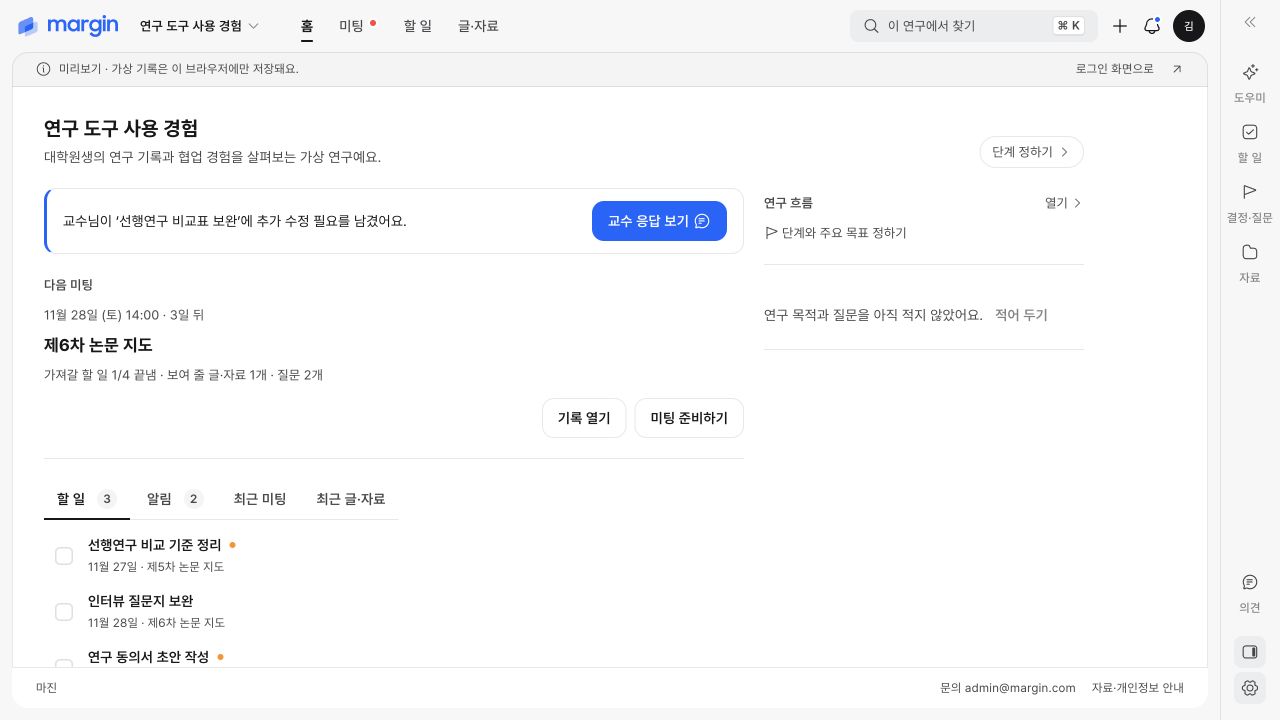 margin
연구 도구 사용 경험
홈
미팅
할 일
글·자료
이 연구에서 찾기
⌘ K
김
미리보기 · 가상 기록은 이 브라우저에만 저장돼요.
로그인 화면으로
연구 도구 사용 경험
대학원생의 연구 기록과 협업 경험을 살펴보는 가상 연구예요.
단계 정하기
교수님이 ‘선행연구 비교표 보완’에 추가 수정 필요를 남겼어요.
교수 응답 보기
다음 미팅
11월 28일 (토) 14:00 · 3일 뒤
제6차 논문 지도
가져갈 할 일 1/4 끝냄 · 보여 줄 글·자료 1개 · 질문 2개
기록 열기
미팅 준비하기
연구 흐름
열기
단계와 주요 목표 정하기
연구 목적과 질문을 아직 적지 않았어요.
적어 두기
할 일 3
알림 2
최근 미팅
최근 글·자료
선행연구 비교 기준 정리
11월 27일 · 제5차 논문 지도
인터뷰 질문지 보완
11월 28일 · 제6차 논문 지도
연구 동의서 초안 작성
마진
문의 admin@margin.com
자료·개인정보 안내
도우미
할 일
결정·질문
자료
의견